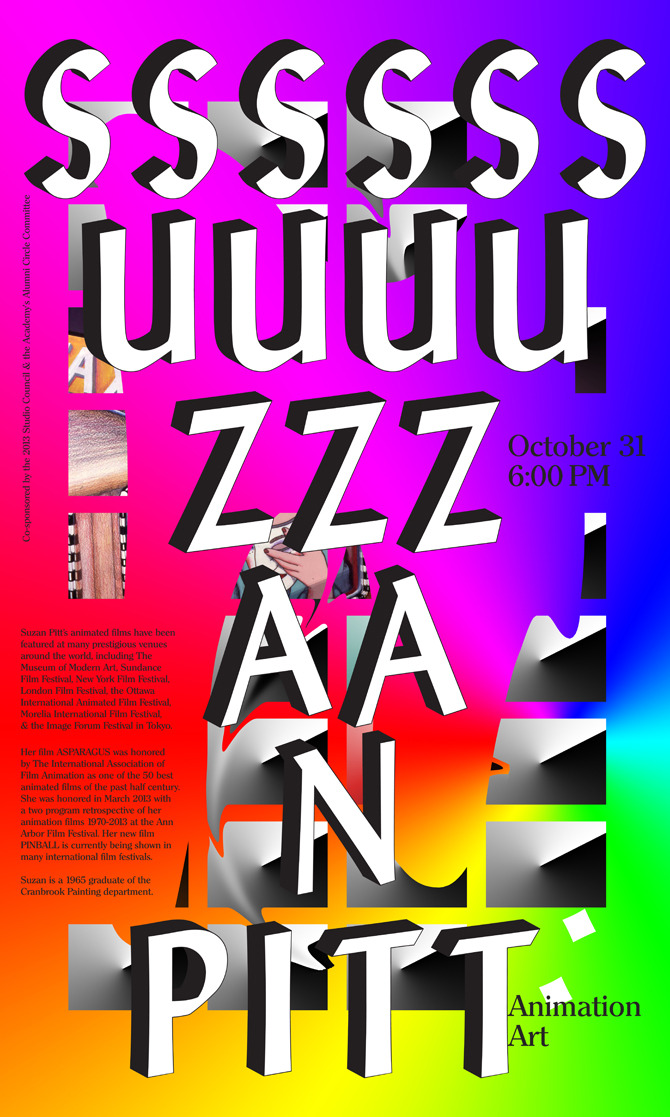 SSSSSS
UUUU
ZZZ
AA
N
PITT
Co-sponsored by the 2013 Studio Council & the Academy's Alumni Circle Committee
October 31
6:00 PM
Suzan Pitt's animated films have been
featured at many prestigious venues
around the world, including The
Museum of Modern Art, Sundance
Film Festival, New York Film Festival,
London Film Festival, the Ottawa
International Animated Film Festival,
Morelia International Film Festival,
& the Image Forum Festival in Tokyo.
Her film ASPARAGUS was honored
by The International Association of
Film Animation as one of the 50 best
animated films of the past half century.
She was honored in March 2013 with
a two program retrospective of her
animation films 1970-2013 at the Ann
Arbor Film Festival. Her new film
PINBALL is currently being shown in
many international film festivals.
Suzan is a 1965 graduate of the
Cranbrook Painting department.
Animation
Art